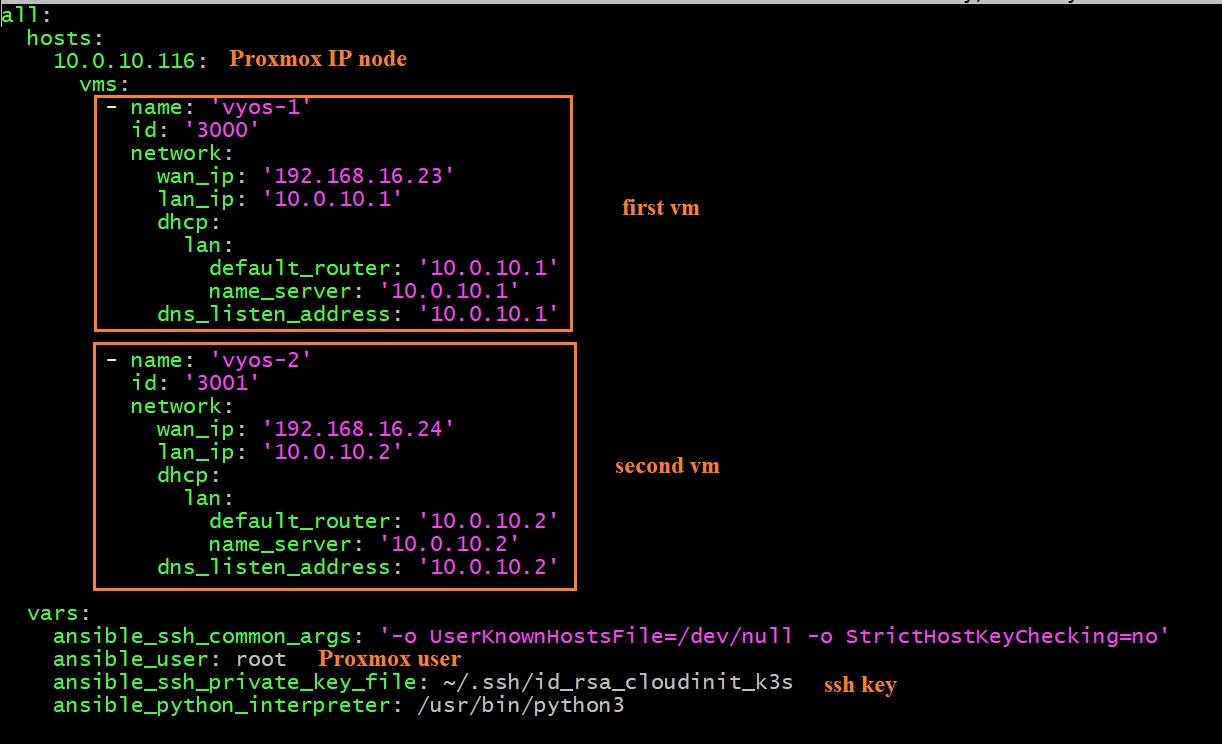 all:
hosts:
10.0.10.116: Proxmox IP node
vms:
- name: 'vyos-1'
id: '3000'
network:
wan_ip: '192.168.16.23'
lan_ip: '10.0.10.1'
first vm
dhcp:
lan:
default_router: '10.0.10.1'
name_server: '10.0.10.1'
dns_listen_address: '10.0.10.1'
- name: 'vyos-2'
id: '3001'
network:
wan_ip: '192.168.16.24'
lan_ip: '10.0.10.2'
second vm
dhcp:
lan:
default_router: '10.0.10.2'
name_server: '10.0.10.2'
dns_listen_address: '10.0.10.2'
vars:
ansible_ssh_common_args: '-o UserKnownHostsFile=/dev/null -o StrictHostKeyChecking=no'
ansible_user: root Proxmox user
ansible_ssh_private_key_file: ~/.ssh/id_rsa_cloudinit_k3s ssh key
ansible_python_interpreter: /usr/bin/python3